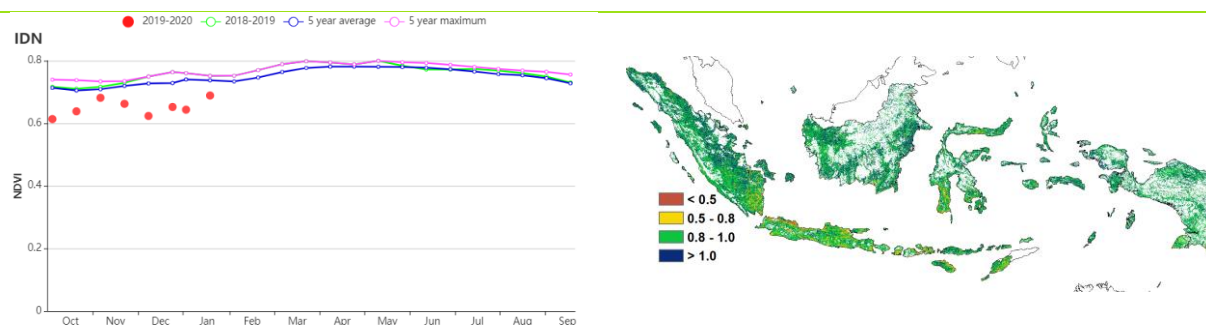 2019-2020 2018-2019 5 year average 5 year maximum
IDN
0.8
0.6
0.4
0.2
0
NDVI
Oct Nov Dec Jan Feb Mar Apr May Jun Jul Aug Sep
< 0.5
0.5 - 0.8
0.8 - 1.0
> 1.0